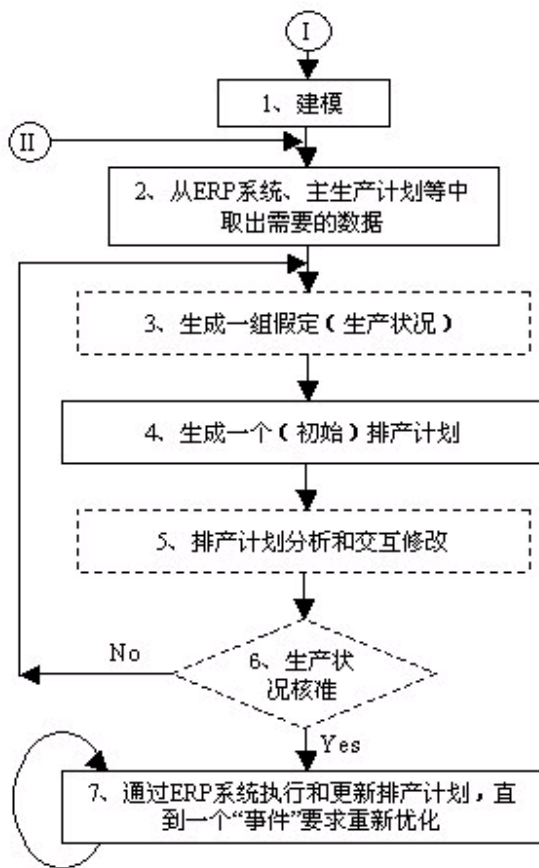 I
1、建模
II
2、从ERP系统、主生产计划等中
取出需要的数据
3、生成一组假定（生产状况）
4、生成一个（初始）排产计划
5、排产计划分析和交互修改
No
6、生产状
况核准
Yes
7、通过ERP系统执行和更新排产计划，直
到一个“事件”要求重新优化